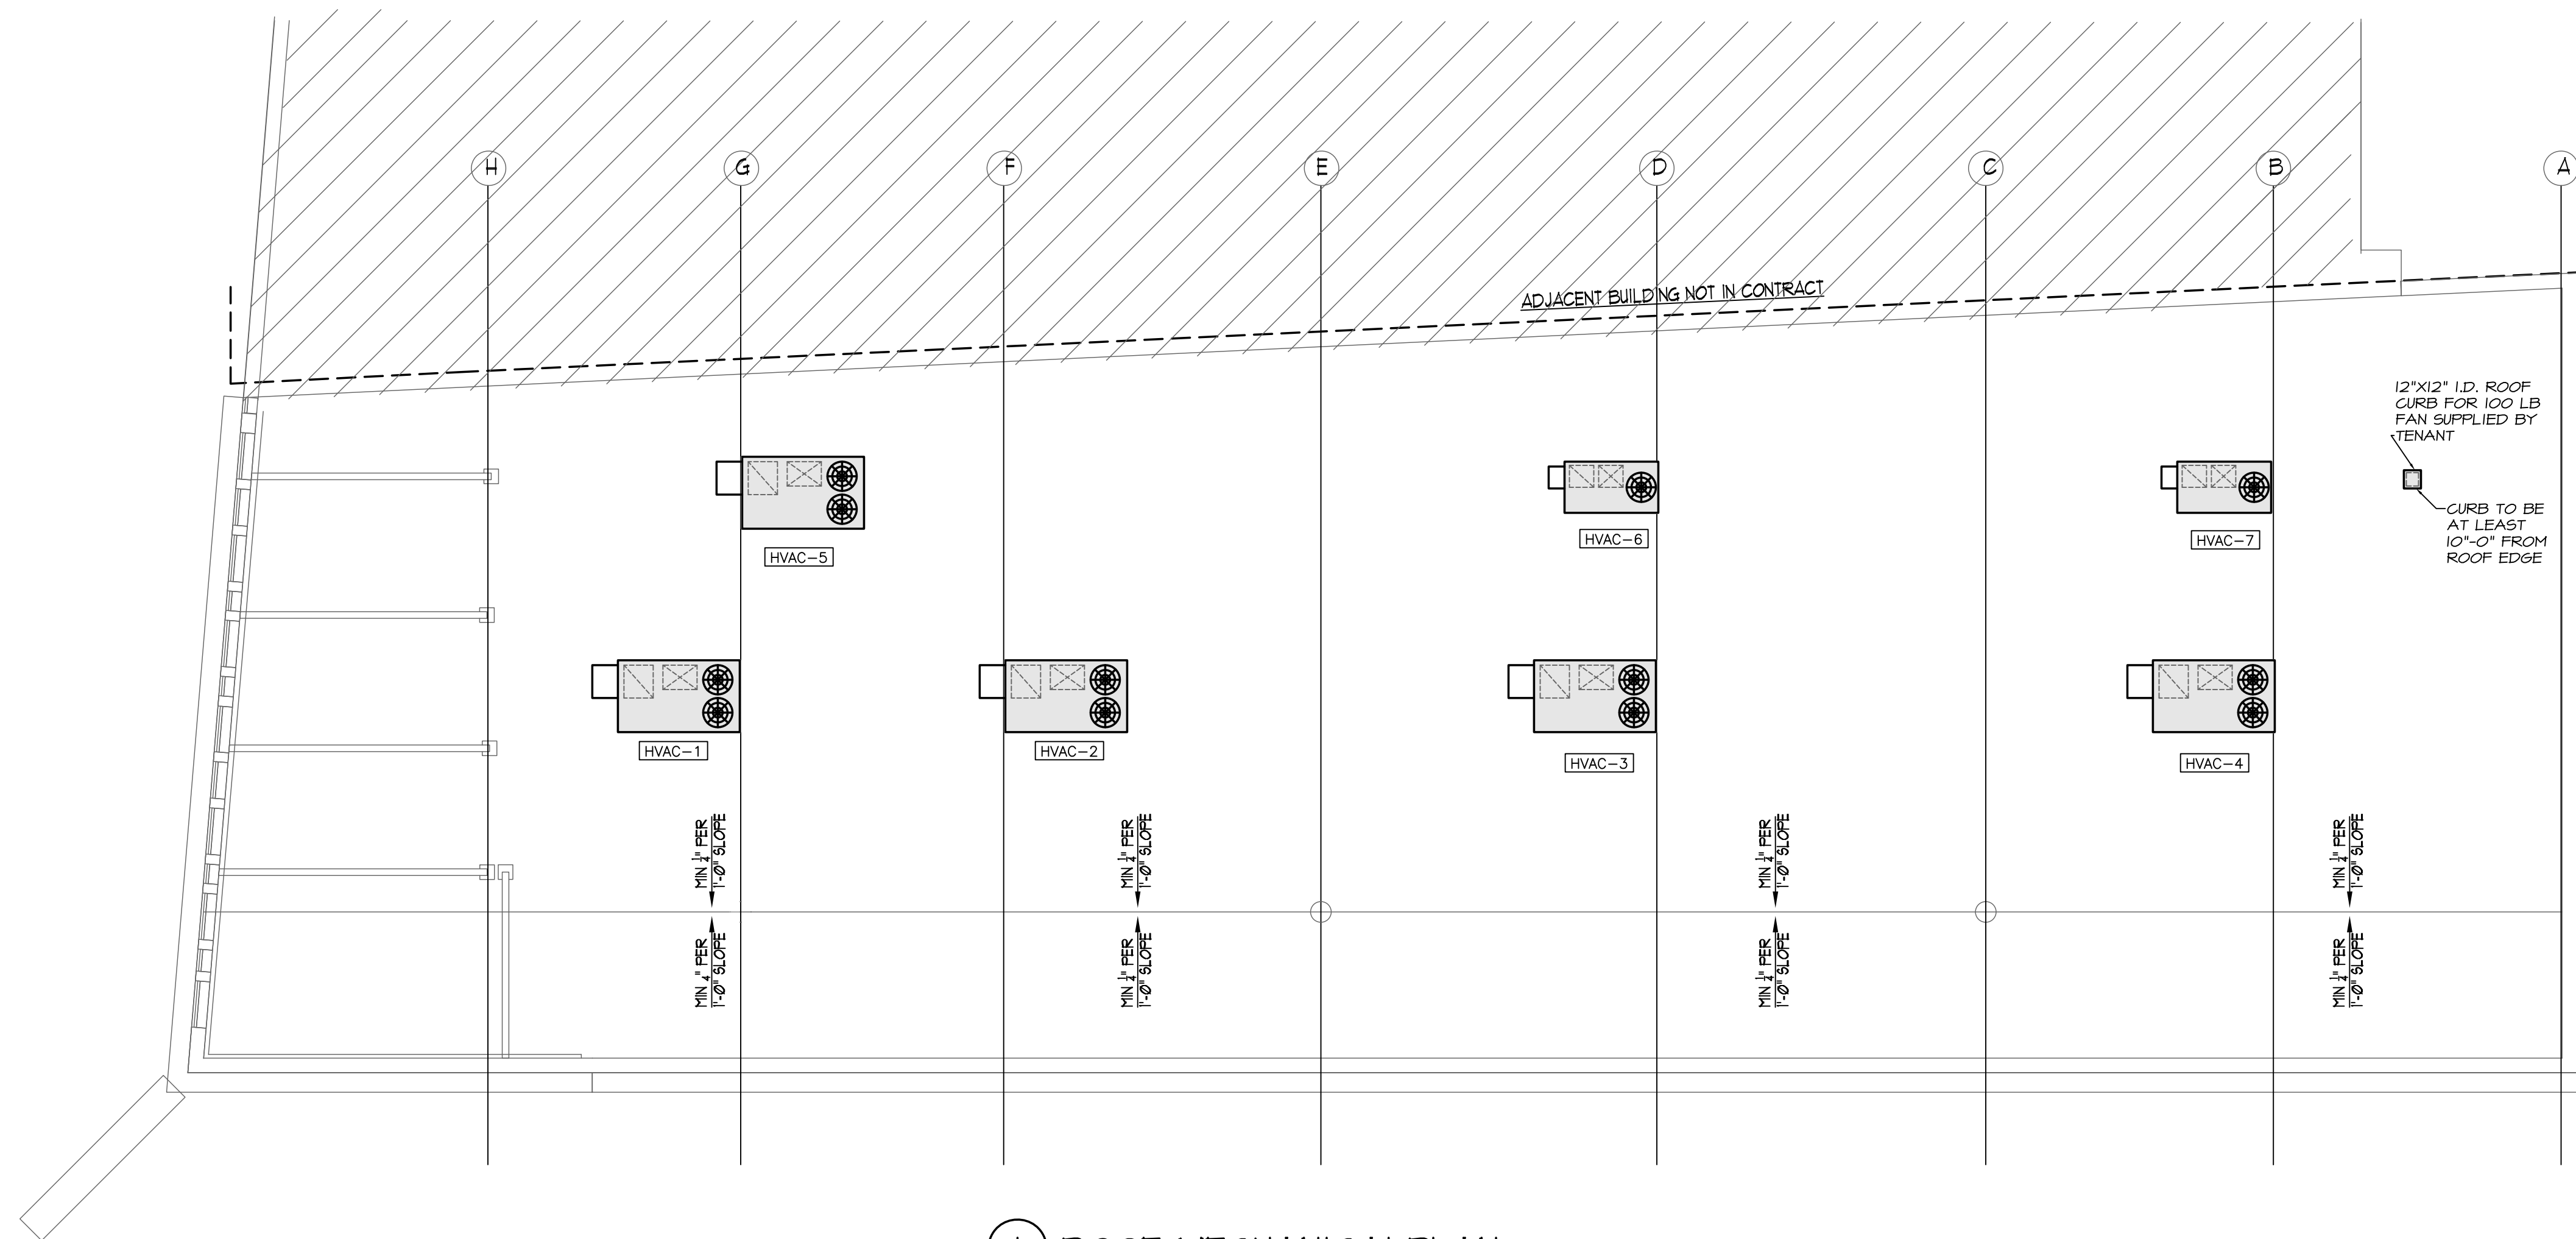 H
G
F
E
D
C
B
A
ADJACENT BUILDING NOT IN CONTRACT
12"X12" I.D. ROOF
CURB FOR 100 LB
FAN SUPPLIED BY
TENANT
CURB TO BE
AT LEAST
10"-0" FROM
ROOF EDGE
HVAC-5
HVAC-6
HVAC-7
HVAC-1
HVAC-2
HVAC-3
HVAC-4
MIN 1/4" PER
1'-0" SLOPE
MIN 1/4" PER
1'-0" SLOPE
MIN 1/4" PER
1'-0" SLOPE
MIN 1/4" PER
1'-0" SLOPE
MIN 4" PER
1'-0" SLOPE
MIN 1/4" PER
1'-0" SLOPE
MIN 1/4" PER
1'-0" SLOPE
MIN 1/4" PER
1'-0" SLOPE